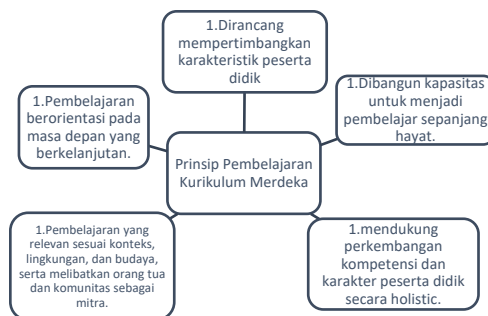 1.Dirancang
mempertimbangkan
karakteristik peserta
didik
1.Dibangun kapasitas
untuk menjadi
pembelajar sepanjang
hayat.
1.Pembelajaran
berorientasi pada
masa depan yang
berkelanjutan.
Prinsip Pembelajaran
Kurikulum Merdeka
1.Pembelajaran yang
relevan sesuai konteks,
lingkungan, dan budaya,
serta melibatkan orang tua
dan komunitas sebagai
mitra.
1.mendukung
perkembangan
kompetensi dan
karakter peserta didik
secara holistic.